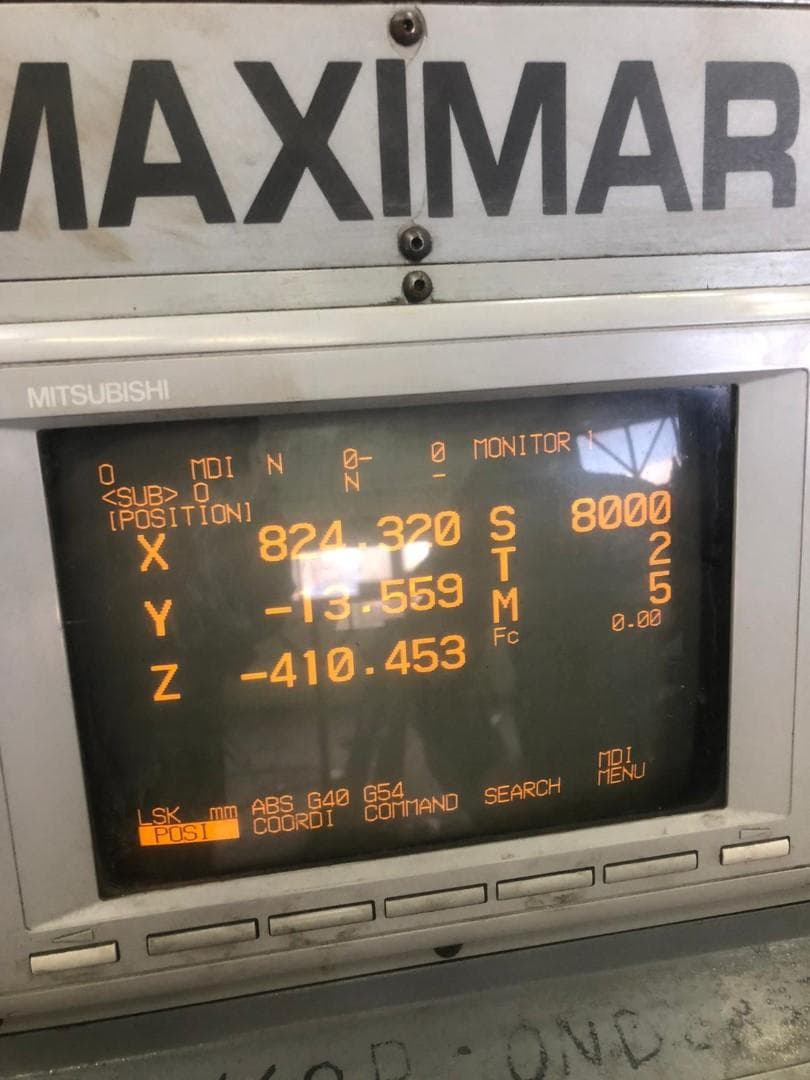 MAXIMAR
MITSUBISHI
O MDI N 0- 0 MONITOR 1
<SUB> O N -
[POSITION]
X 824.320 S 8000
Y -13.559 T 2
Z -410.453 M 5
Fc 0.00
LSK mm ABS G40 G54 MDI
POSI COORDI COMMAND SEARCH MENU